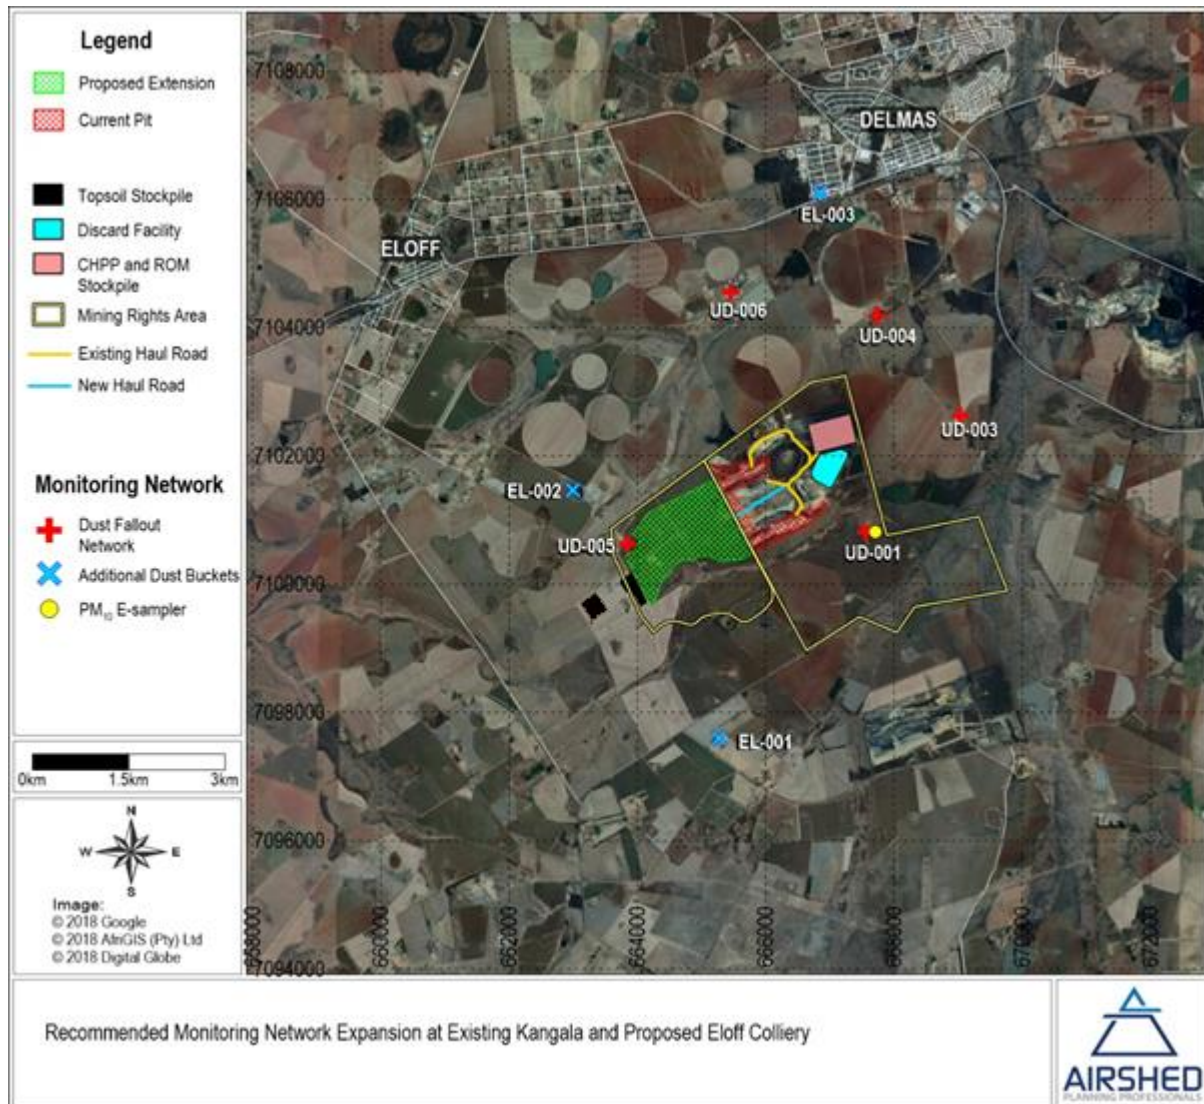 Legend
Proposed Extension
Current Pit
Topsoil Stockpile
Discard Facility
CHPP and ROM
Stockpile
Mining Rights Area
Existing Haul Road
New Haul Road
Monitoring Network
Dust Fallout
Network
Additional Dust Buckets
PM₁₀ E-sampler
0km 1.5km 3km
N
W E
S
Image:
© 2018 Google
© 2018 AfriGIS (Pty) Ltd
© 2018 Digital Globe
7108000
DELMAS
7106000
EL-003
ELOFF
UD-006
7104000
UD-004
UD-003
7102000
EL-002
UD-005
UD-001
7100000
7098000
EL-001
7096000
7094000
658000
660000
662000
664000
666000
668000
670000
672000
Recommended Monitoring Network Expansion at Existing Kangala and Proposed Eloff Colliery
AIRSHED
PLANNING PROFESSIONALS